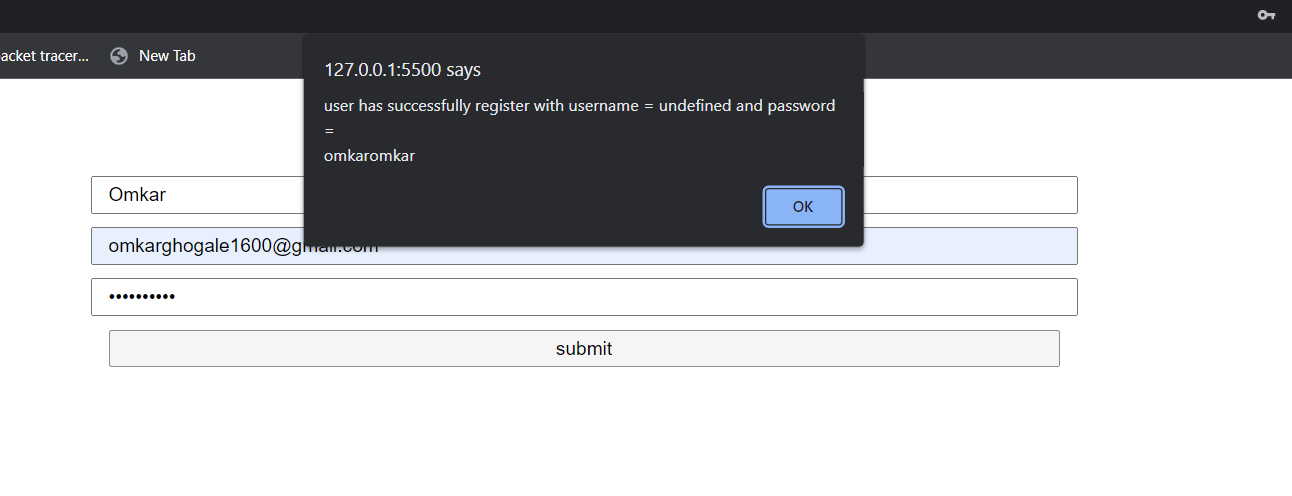 acket tracer... New Tab
127.0.0.1:5500 says
user has successfully register with username = undefined and password
=
omkaromkar
OK
Omkar
omkarghogale1600@gmail.com
••••••••••
submit